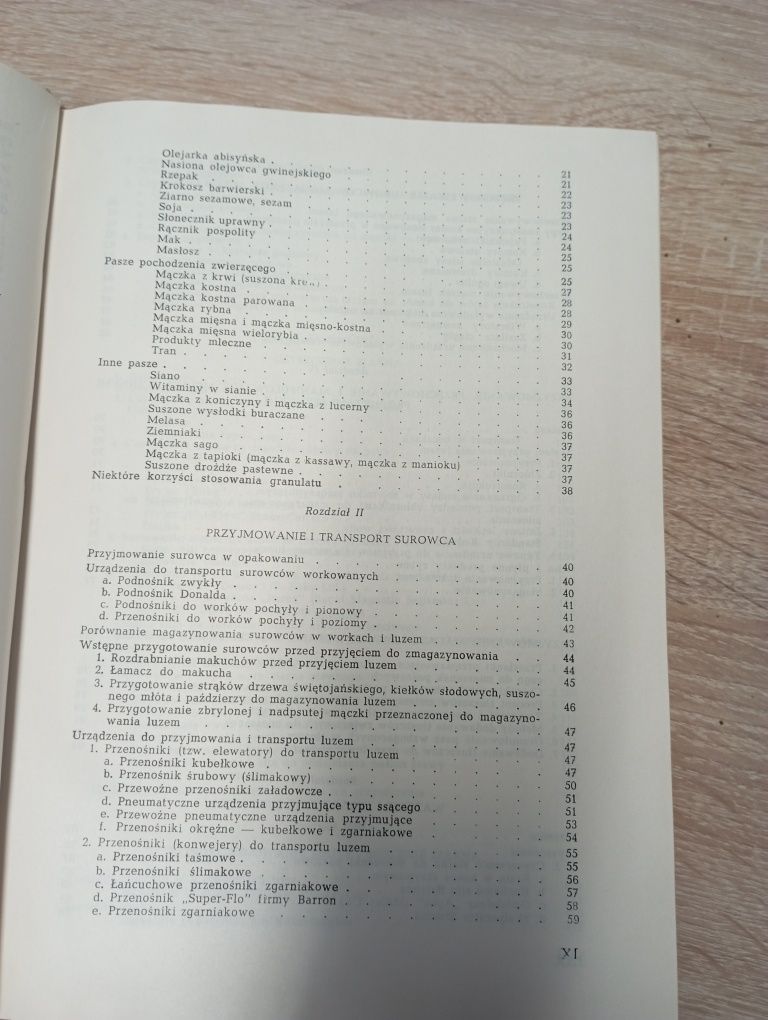 Olejarka abisyńska . . . . . . . . . . 21
Nasiona olejowca gwinejskiego . . . . . . . . 21
Rzepak . . . . . . . . . . . . 22
Krokosz barwierski . . . . . . . . . . 23
Ziarno sezamowe, sezam . . . . . . . . . 23
Soja . . . . . . . . . . . . . 23
Słonecznik uprawny . . . . . . . . . . 24
Rącznik pospolity . . . . . . . . . . 24
Mak . . . . . . . . . . . . . 25
Masłosz . . . . . . . . . . . . 25
Pasze pochodzenia zwierzęcego . . . . . . . . 25
Mączka z krwi (suszona krew) . . . . . . . . 27
Mączka kostna . . . . . . . . . . . 28
Mączka kostna parowana . . . . . . . . . 28
Mączka rybna . . . . . . . . . . . 29
Mączka mięsna i mączka mięsno-kostna . . . . . . 30
Mączka mięsna wielorybia . . . . . . . . . 30
Produkty mleczne . . . . . . . . . . 31
Tran . . . . . . . . . . . . . 32
Inne pasze . . . . . . . . . . . . 33
Siano . . . . . . . . . . . . 33
Witaminy w sianie . . . . . . . . . . 34
Mączka z koniczyny i mączka z lucerny . . . . . . 36
Suszone wysłodki buraczane . . . . . . . . 36
Melasa . . . . . . . . . . . . 36
Ziemniaki . . . . . . . . . . . . 37
Mączka sago . . . . . . . . . . . 37
Mączka z tapioki (mączka z kassawy, mączka z manioku) . . . 37
Suszone drożdże pastewne . . . . . . . . . 37
Niektóre korzyści stosowania granulatu . . . . . . . 38
Rozdział II
PRZYJMOWANIE I TRANSPORT SUROWCA
Przyjmowanie surowca w opakowaniu . . . . . . . . 40
Urządzenia do transportu surowców workowanych . . . . . 40
a. Podnośnik zwykły . . . . . . . . . . 40
b. Podnośnik Donalda . . . . . . . . . . 41
c. Podnośniki do worków pochyły i pionowy . . . . . . 41
d. Przenośniki do worków pochyły i poziomy . . . . . . 42
Porównanie magazynowania surowców w workach i luzem . . . . 43
Wstępne przygotowanie surowców przed przyjęciem do zmagazynowania . . 44
1. Rozdrabnianie makuchów przed przyjęciem luzem . . . . . 44
2. Łamacz do makucha . . . . . . . . . . 45
3. Przygotowanie strąków drzewa świętojańskiego, kiełków słodowych, suszo-
nego młóta i paździerzy do magazynowania luzem . . . . . 46
4. Przygotowanie zbrylonej i nadpsutej mączki przeznaczonej do magazyno-
wania luzem . . . . . . . . . . . 47
Urządzenia do przyjmowania i transportu luzem . . . . . . 47
1. Przenośniki (tzw. elewatory) do transportu luzem . . . . . 47
a. Przenośniki kubełkowe . . . . . . . . . 47
b. Przenośnik śrubowy (ślimakowy) . . . . . . . 50
c. Przewoźne przenośniki załadowcze . . . . . . . 51
d. Pneumatyczne urządzenia przyjmujące typu ssącego . . . . 51
e. Przewoźne pneumatyczne urządzenia przyjmujące . . . . 53
f. Przenośniki okrężne — kubełkowe i zgarniakowe . . . . 54
2. Przenośniki (konwejery) do transportu luzem . . . . . . 55
a. Przenośniki taśmowe . . . . . . . . . . 55
b. Przenośniki ślimakowe . . . . . . . . . 56
c. Łańcuchowe przenośniki zgarniakowe . . . . . . 57
d. Przenośnik „Super-Flo" firmy Barron . . . . . . 58
e. Przenośniki zgarniakowe . . . . . . . . 59
XI